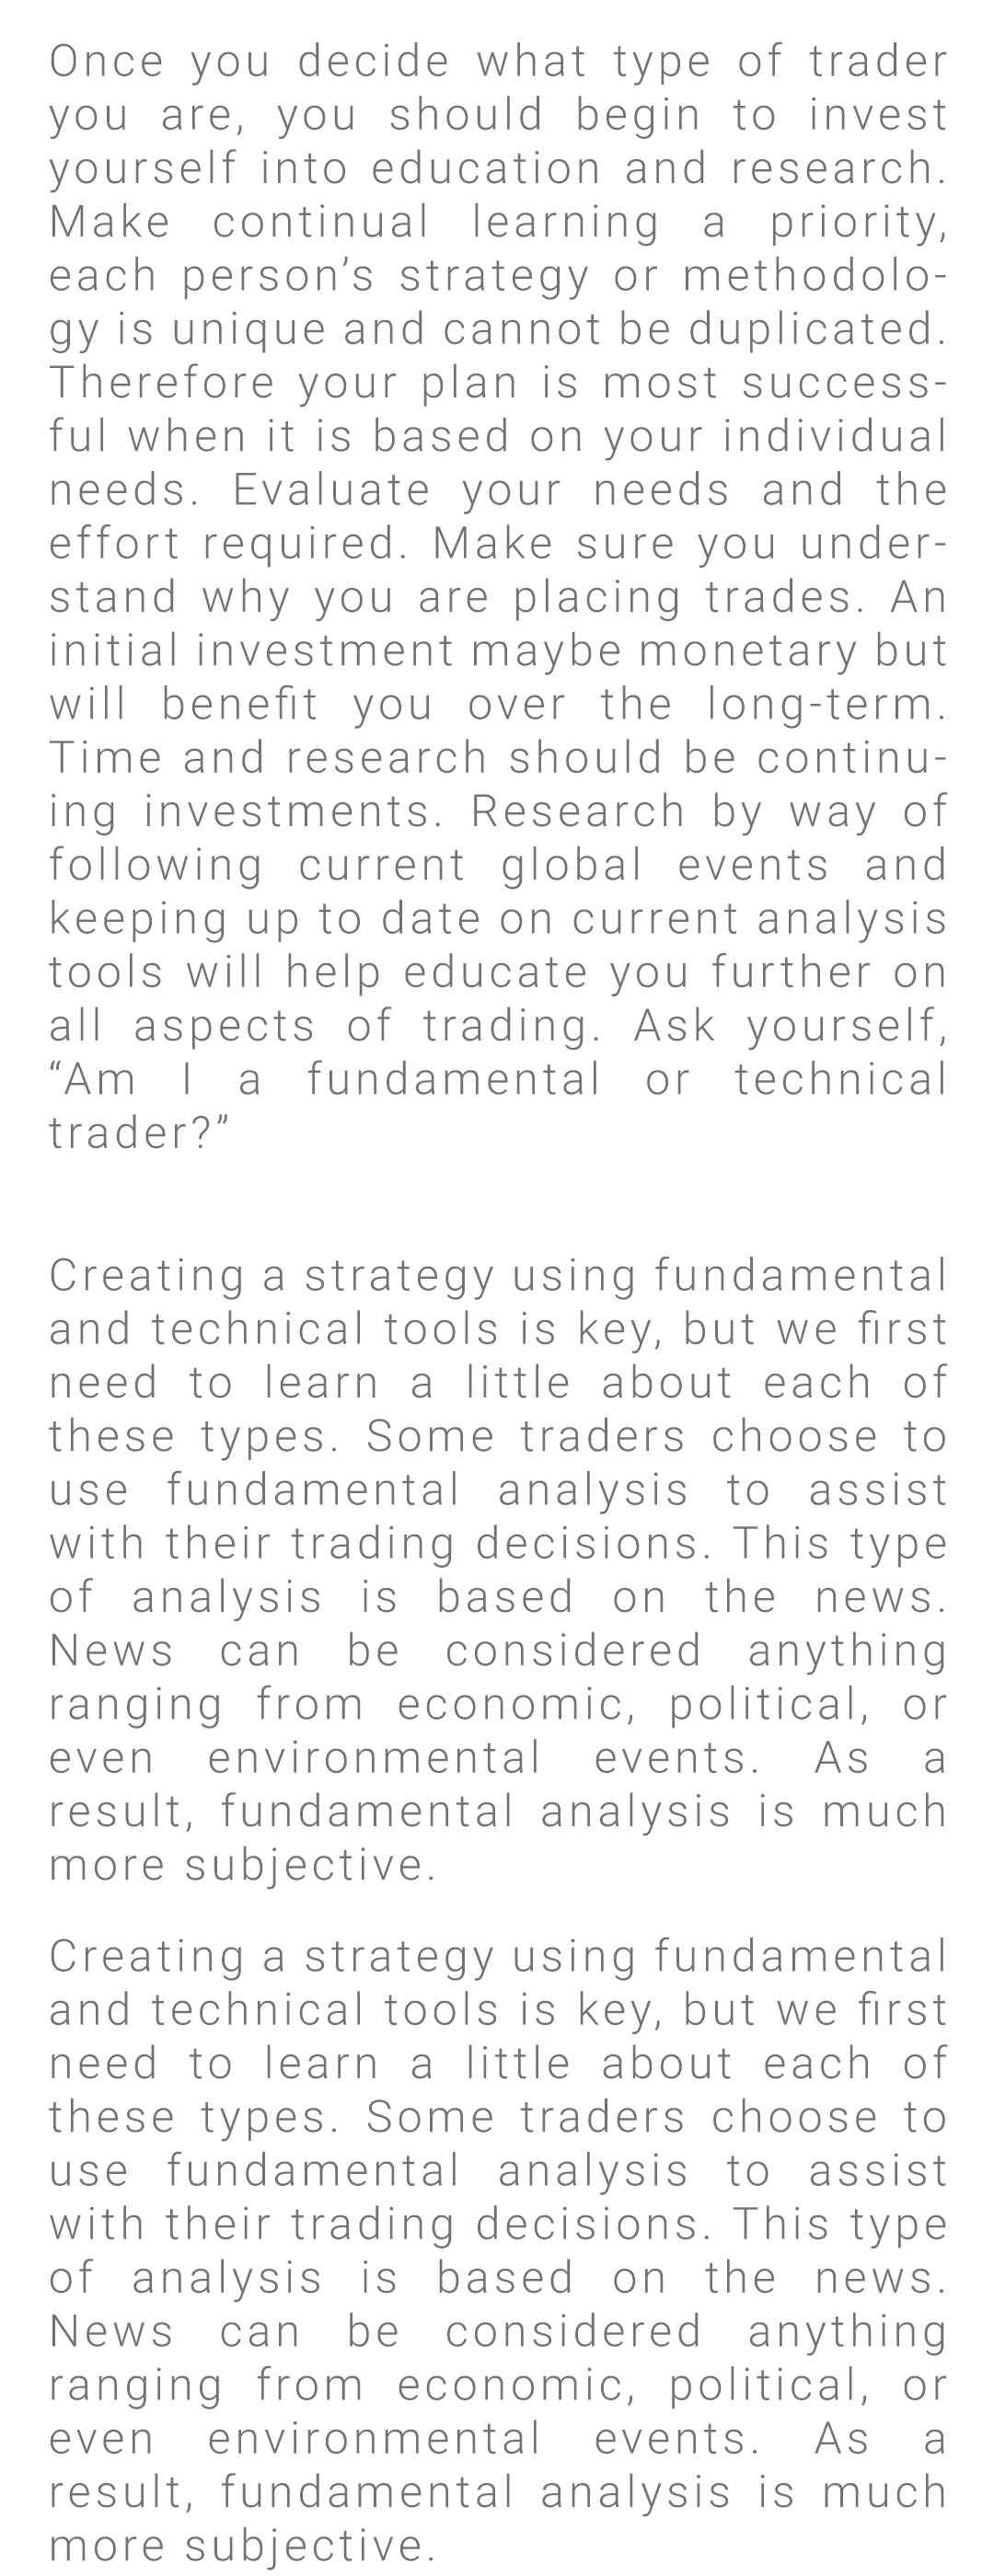 Once you decide what type of trader
you are, you should begin to invest
yourself into education and research.
Make continual learning a priority,
each person’s strategy or methodolo-
gy is unique and cannot be duplicated.
Therefore your plan is most success-
ful when it is based on your individual
needs. Evaluate your needs and the
effort required. Make sure you under-
stand why you are placing trades. An
initial investment maybe monetary but
will benefit you over the long-term.
Time and research should be continu-
ing investments. Research by way of
following current global events and
keeping up to date on current analysis
tools will help educate you further on
all aspects of trading. Ask yourself,
“Am I a fundamental or technical
trader?”
Creating a strategy using fundamental
and technical tools is key, but we first
need to learn a little about each of
these types. Some traders choose to
use fundamental analysis to assist
with their trading decisions. This type
of analysis is based on the news.
News can be considered anything
ranging from economic, political, or
even environmental events. As a
result, fundamental analysis is much
more subjective.
Creating a strategy using fundamental
and technical tools is key, but we first
need to learn a little about each of
these types. Some traders choose to
use fundamental analysis to assist
with their trading decisions. This type
of analysis is based on the news.
News can be considered anything
ranging from economic, political, or
even environmental events. As a
result, fundamental analysis is much
more subjective.